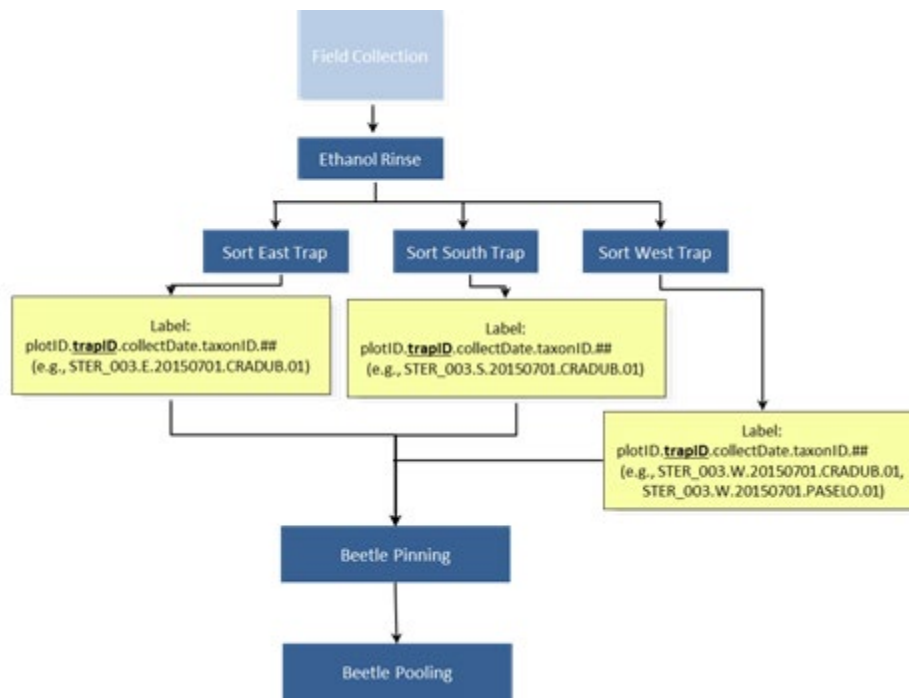 Field Collection
Ethanol Rinse
Sort East Trap
Sort South Trap
Sort West Trap
Label:
plotID.trapID.collectDate.taxonID.##
(e.g., STER_003.E.20150701.CRADUB.01)
Label:
plotID.trapID.collectDate.taxonID.##
(e.g., STER_003.S.20150701.CRADUB.01)
Label:
plotID.trapID.collectDate.taxonID.##
(e.g., STER_003.W.20150701.CRADUB.01,
STER_003.W.20150701.PASELO.01)
Beetle Pinning
Beetle Pooling